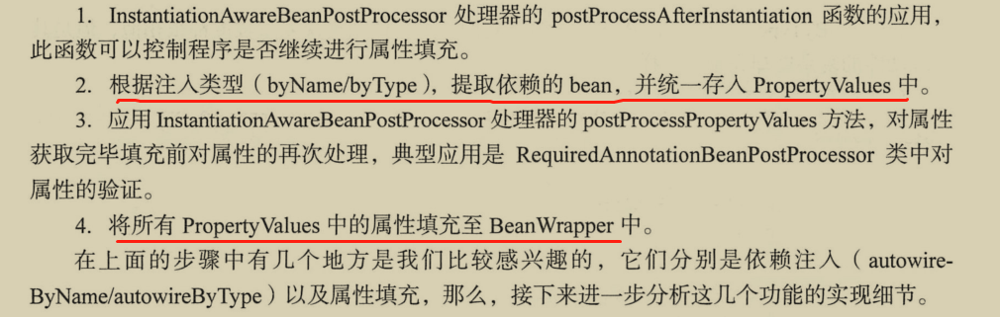 1. InstantiationAwareBeanPostProcessor 处理器的 postProcessAfterInstantiation 函数的应用，
此函数可以控制程序是否继续进行属性填充。
2. 根据注入类型（byName/byType），提取依赖的 bean，并统一存入 PropertyValues 中。
3. 应用 InstantiationAwareBeanPostProcessor 处理器的 postProcessPropertyValues 方法，对属性
获取完毕填充前对属性的再次处理，典型应用是 RequiredAnnotationBeanPostProcessor 类中对
属性的验证。
4. 将所有 PropertyValues 中的属性填充至 BeanWrapper 中。
在上面的步骤中有几个地方是我们比较感兴趣的，它们分别是依赖注入（autowire-
ByName/autowireByType）以及属性填充，那么，接下来进一步分析这几个功能的实现细节。